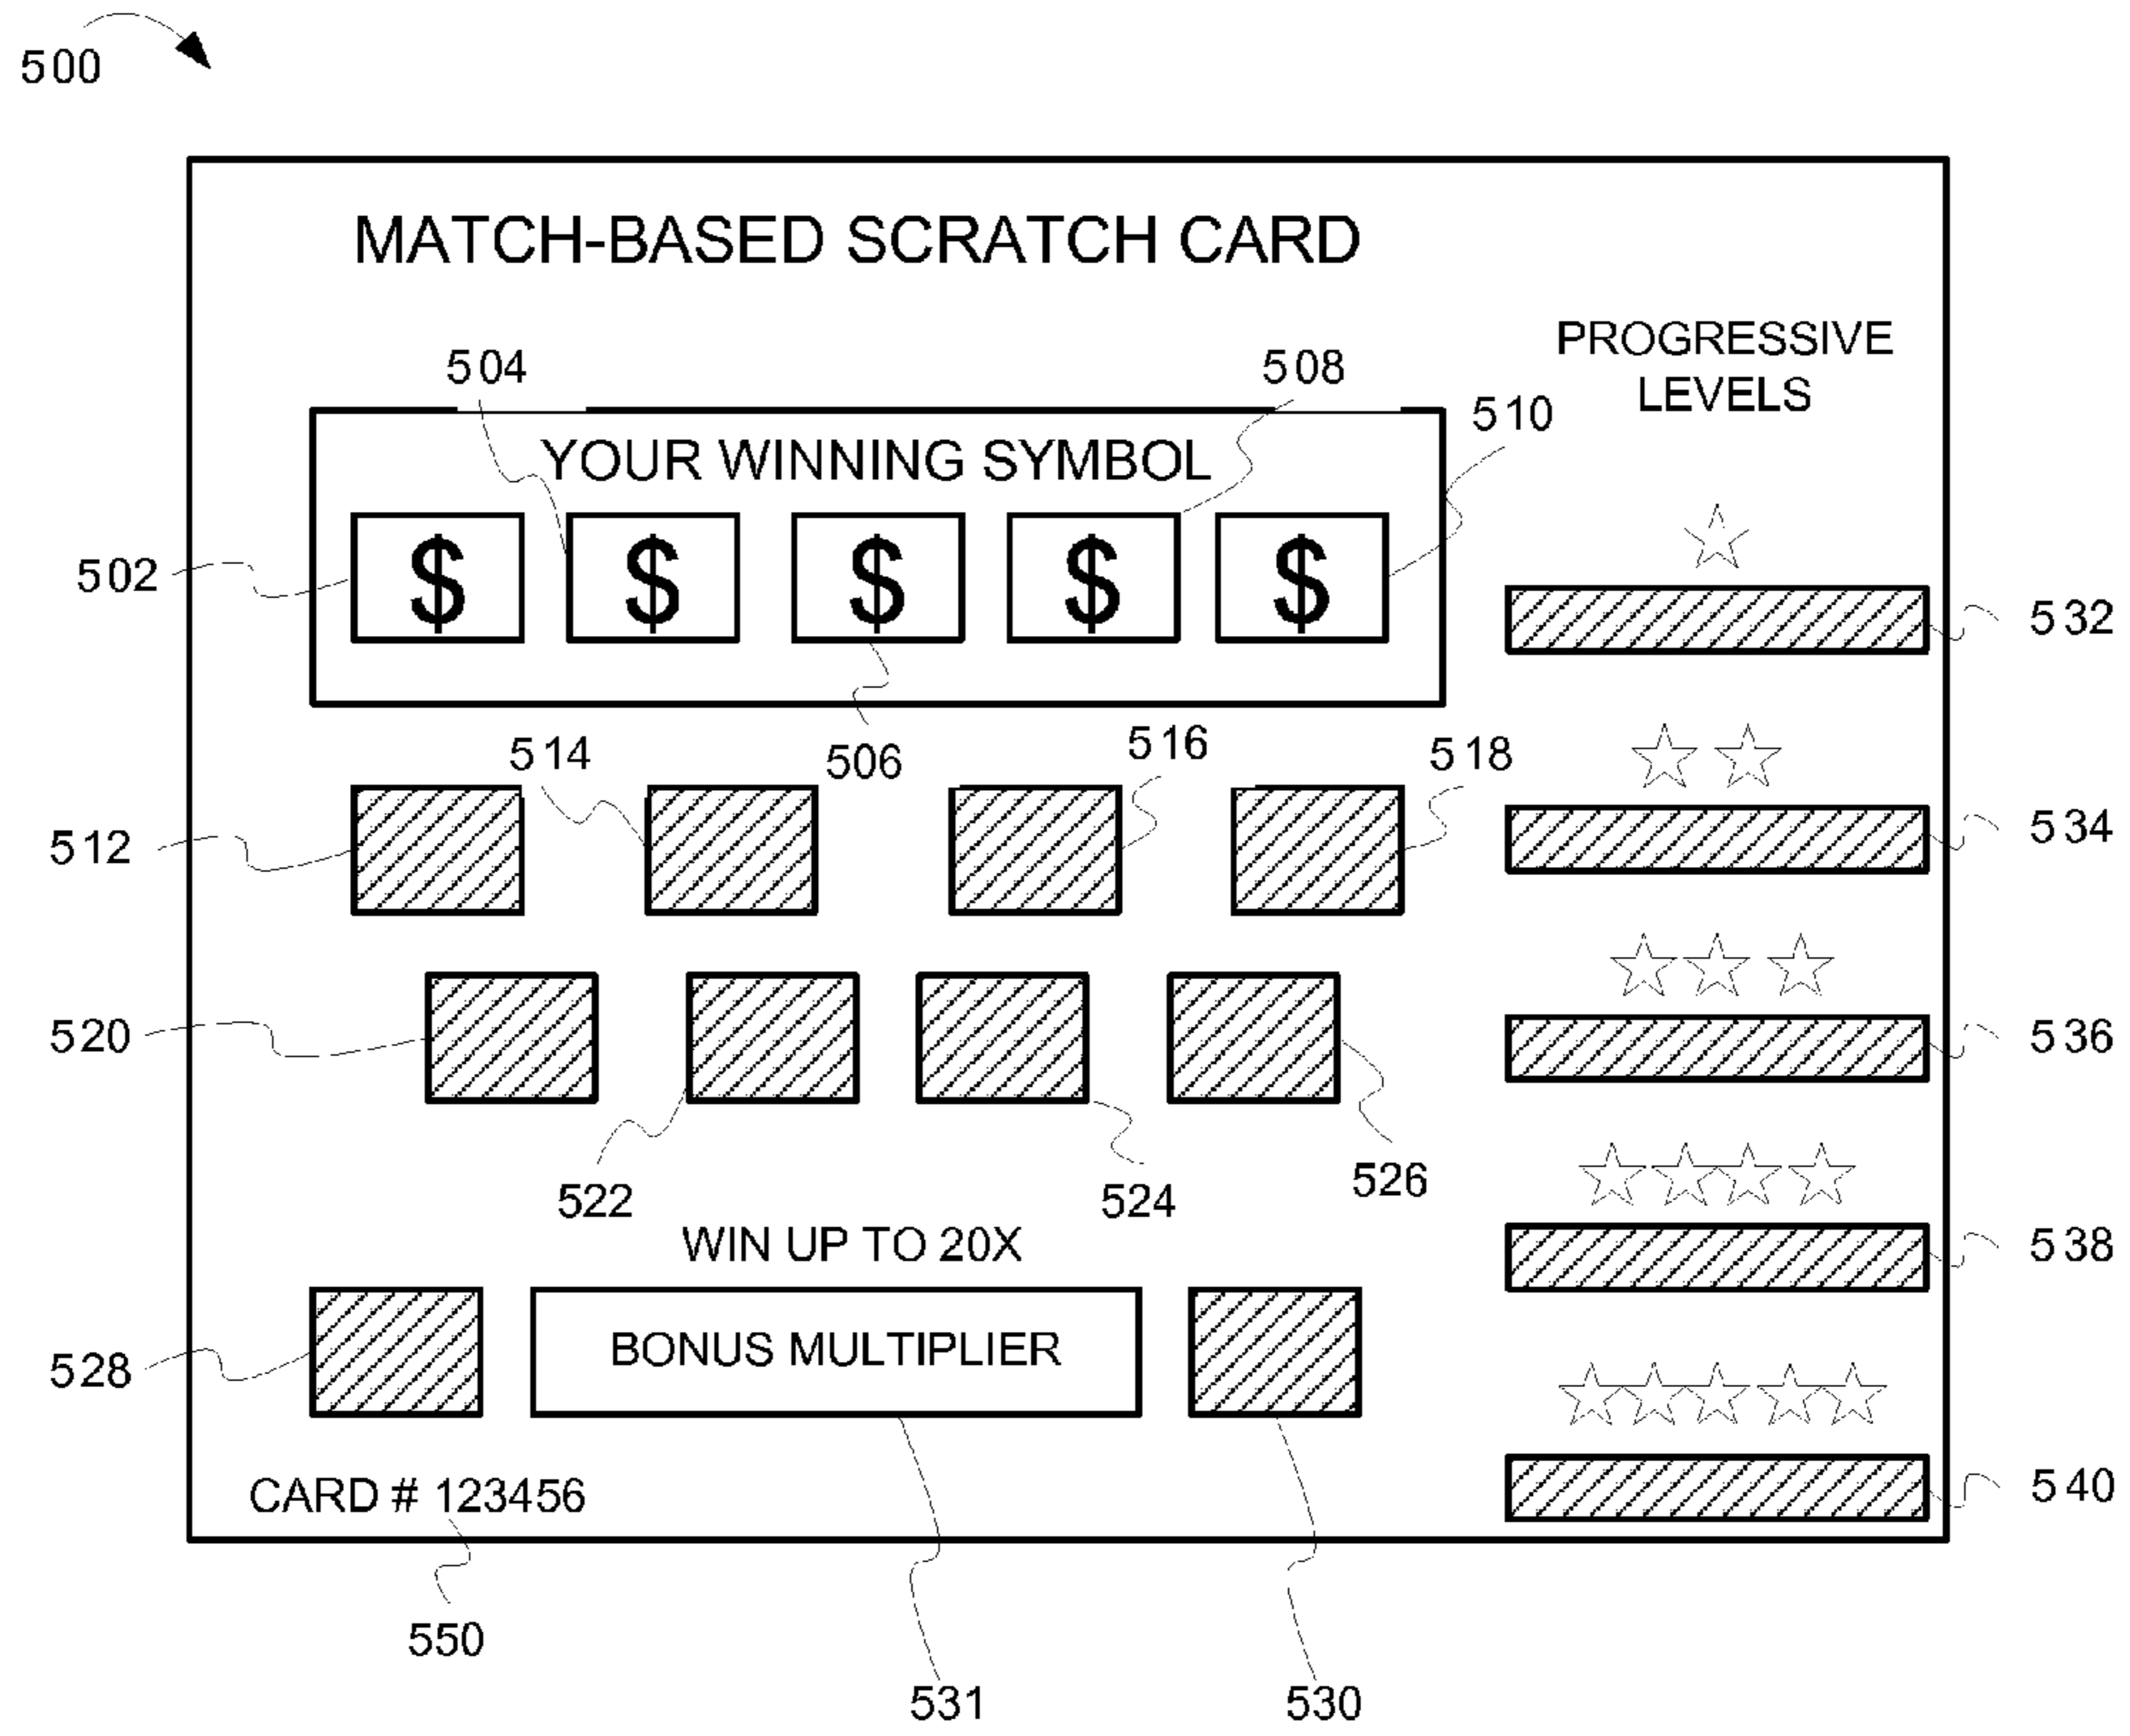 500
MATCH-BASED SCRATCH CARD
PROGRESSIVE
LEVELS
504
508
510
YOUR WINNING SYMBOL
502
$ $ $ $ $
532
506
514
516
518
534
512
520
536
522
524
526
WIN UP TO 20X
538
528
BONUS MULTIPLIER
CARD # 123456
540
550
531
530